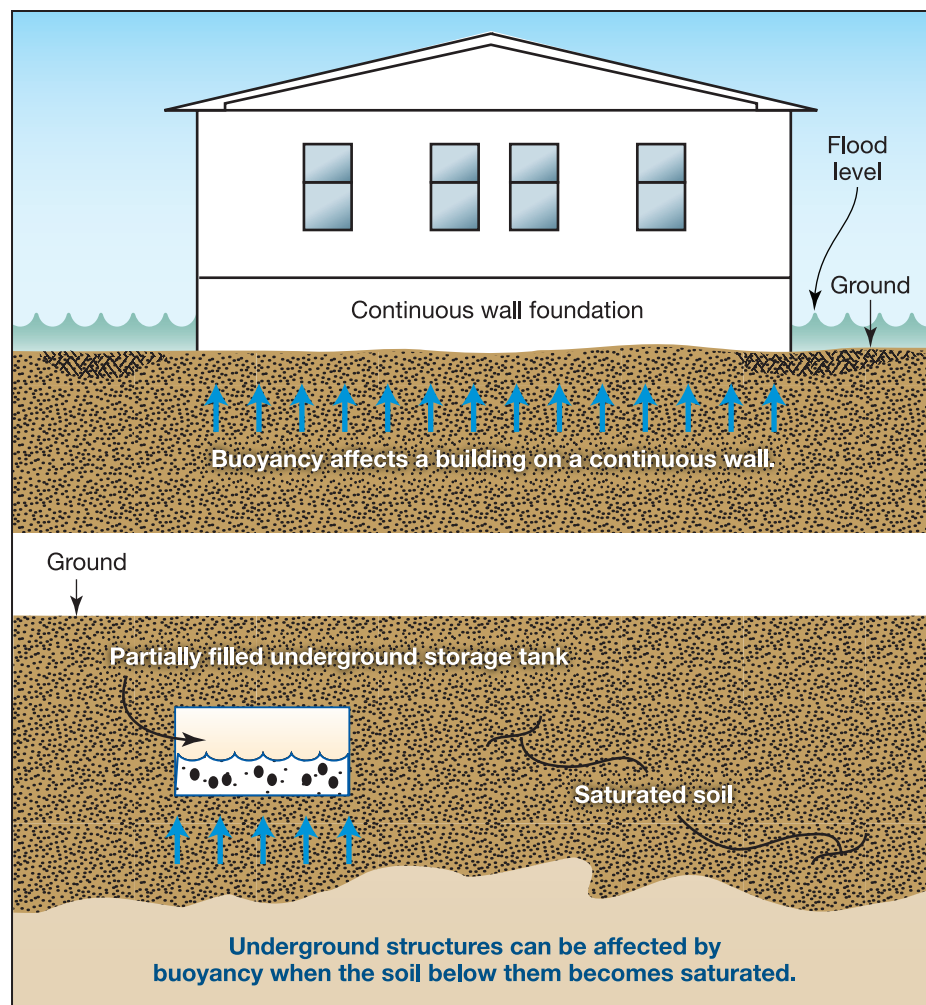 Flood
level
Ground
Continuous wall foundation
Buoyancy affects a building on a continuous wall.
Ground
Partially filled underground storage tank
Saturated soil
Underground structures can be affected by
buoyancy when the soil below them becomes saturated.